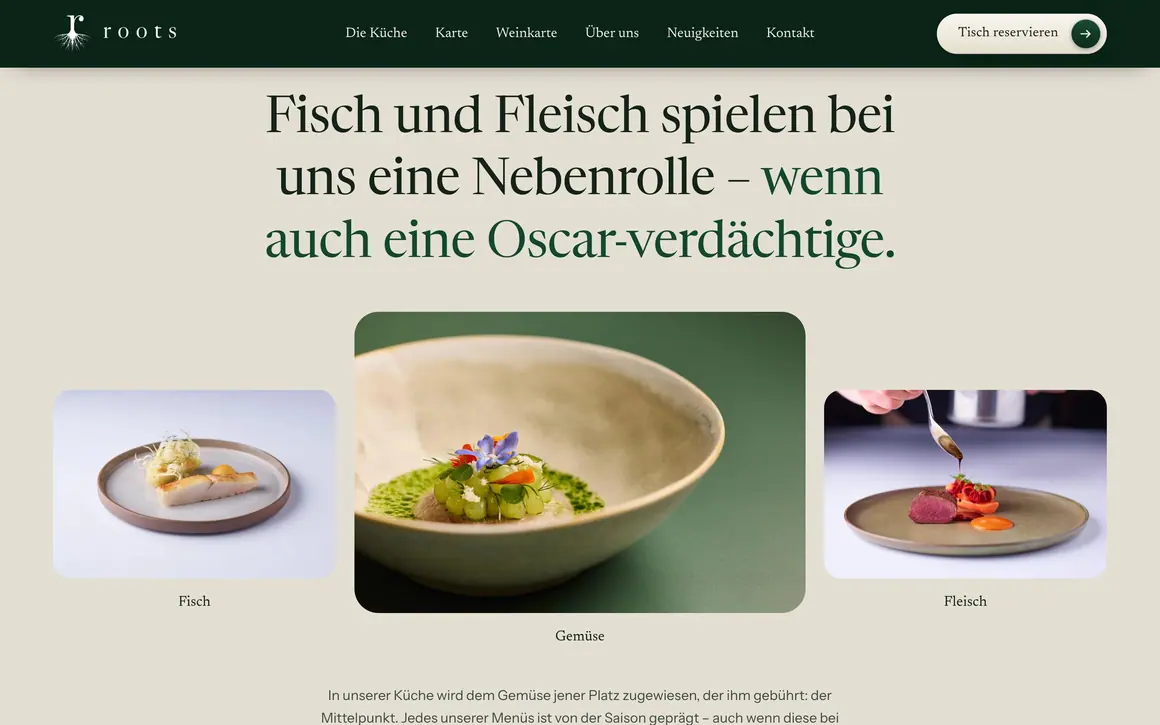 roots
Die Küche
Karte
Weinkarte
Über uns
Neuigkeiten
Kontakt
Tisch reservieren
Fisch und Fleisch spielen bei
uns eine Nebenrolle – wenn
auch eine Oscar-verdächtige.
Fisch
Gemüse
Fleisch
In unserer Küche wird dem Gemüse jener Platz zugewiesen, der ihm gebührt: der
Mittelpunkt. Jedes unserer Menüs ist von der Saison geprägt – auch wenn diese bei